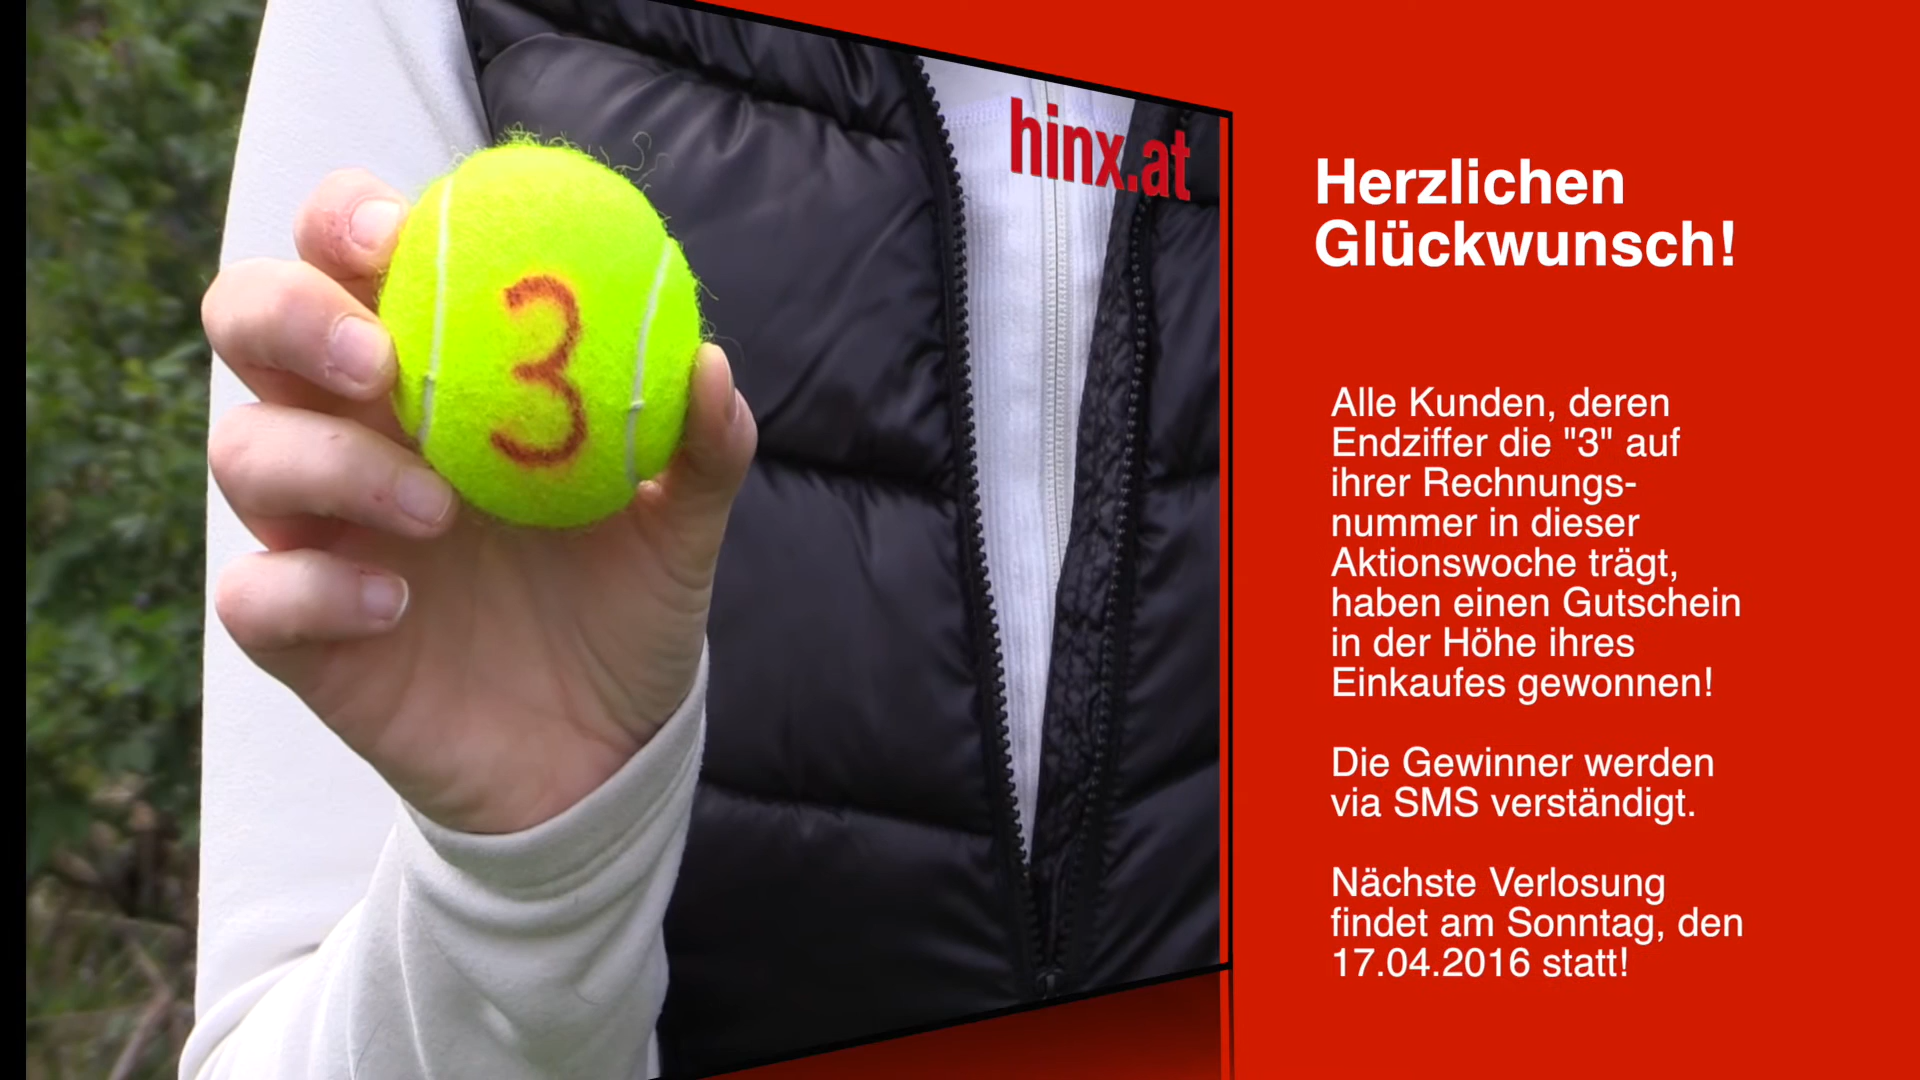 hinx.at
3
Herzlichen
Glückwunsch!
Alle Kunden, deren
Endziffer die "3" auf
ihrer Rechnungs-
nummer in dieser
Aktionswoche trägt,
haben einen Gutschein
in der Höhe ihres
Einkaufes gewonnen!
Die Gewinner werden
via SMS verständigt.
Nächste Verlosung
findet am Sonntag, den
17.04.2016 statt!